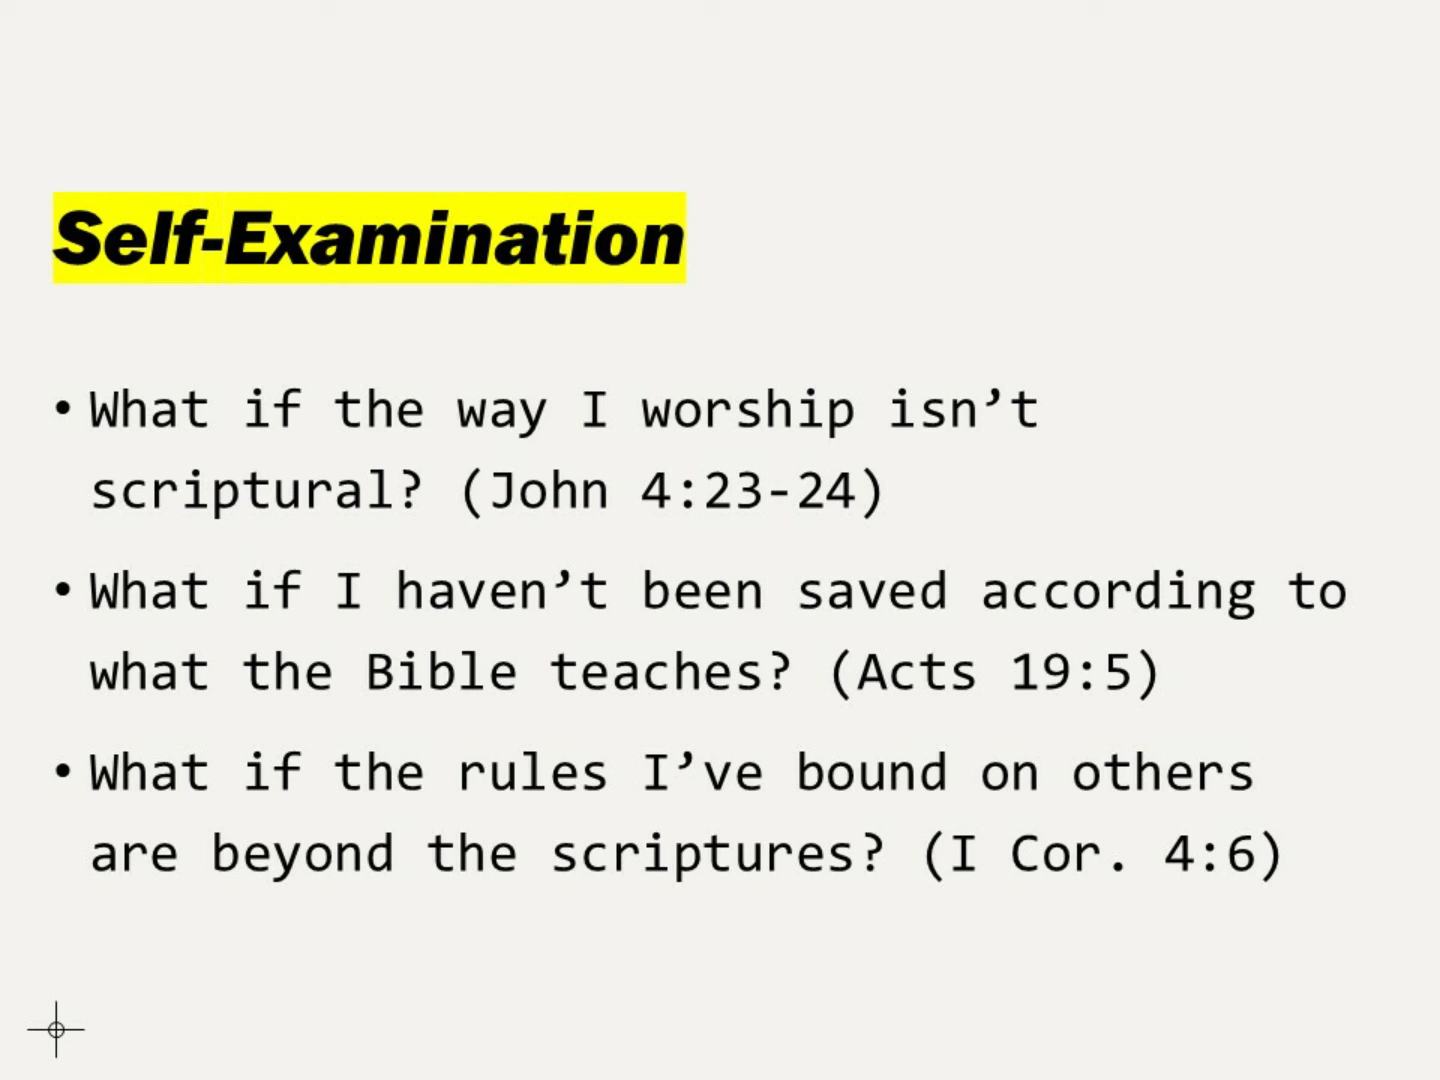 Self-Examination
• What if the way I worship isn’t
scriptural? (John 4:23-24)
• What if I haven’t been saved according to
what the Bible teaches? (Acts 19:5)
• What if the rules I’ve bound on others
are beyond the scriptures? (I Cor. 4:6)